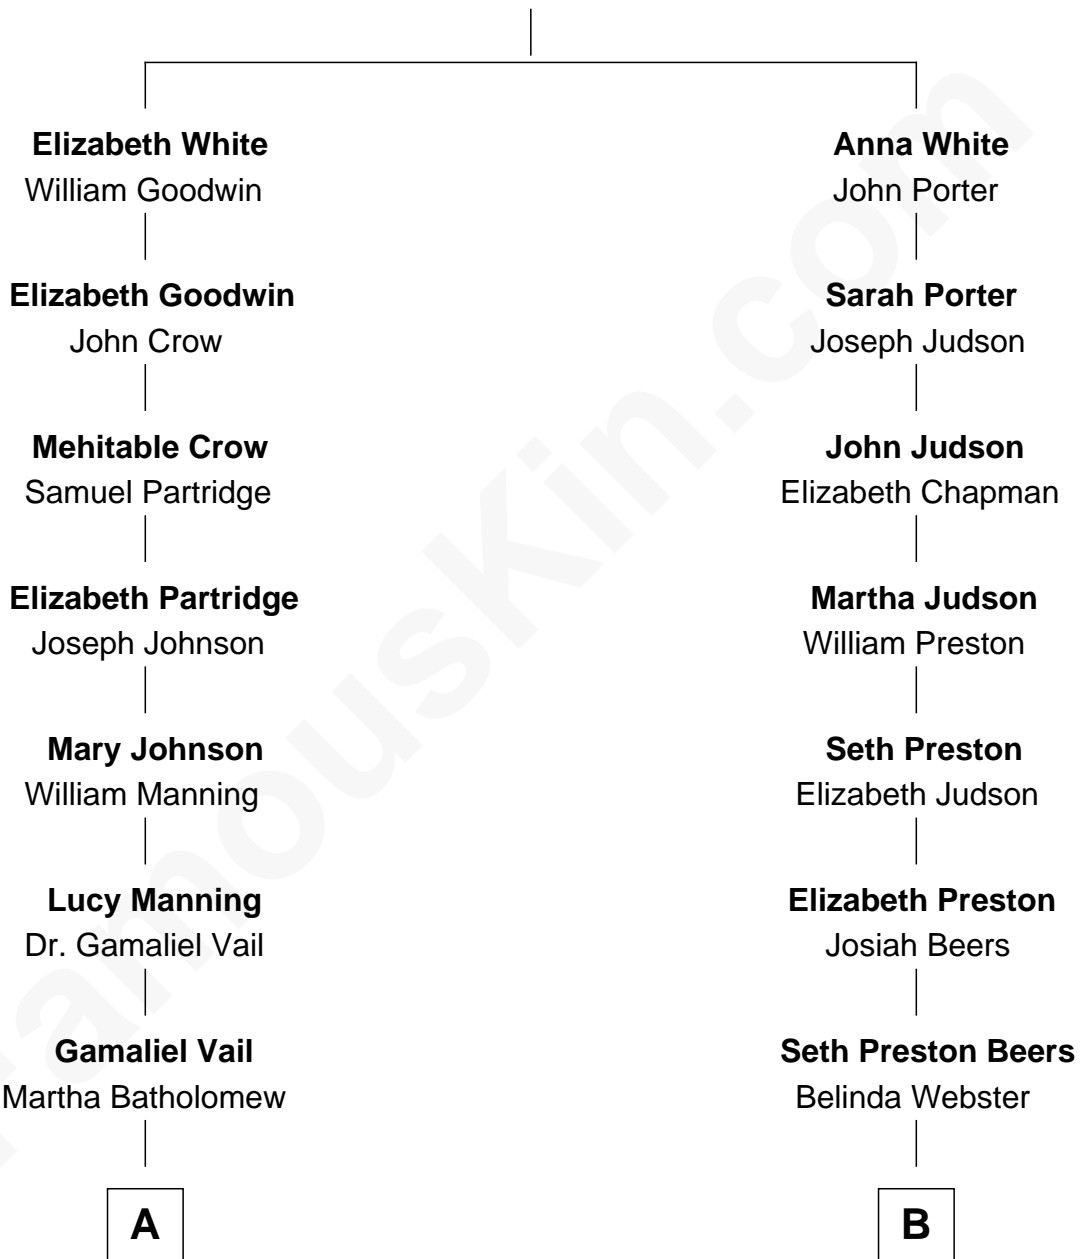 Elizabeth White
William Goodwin
Elizabeth Goodwin
John Crow
Mehitable Crow
Samuel Partridge
Elizabeth Partridge
Joseph Johnson
Mary Johnson
William Manning
Lucy Manning
Dr. Gamaliel Vail
Gamaliel Vail
Martha Batholomew
A
Anna White
John Porter
Sarah Porter
Joseph Judson
John Judson
Elizabeth Chapman
Martha Judson
William Preston
Seth Preston
Elizabeth Judson
Elizabeth Preston
Josiah Beers
Seth Preston Beers
Belinda Webster
B
FamousKin.com